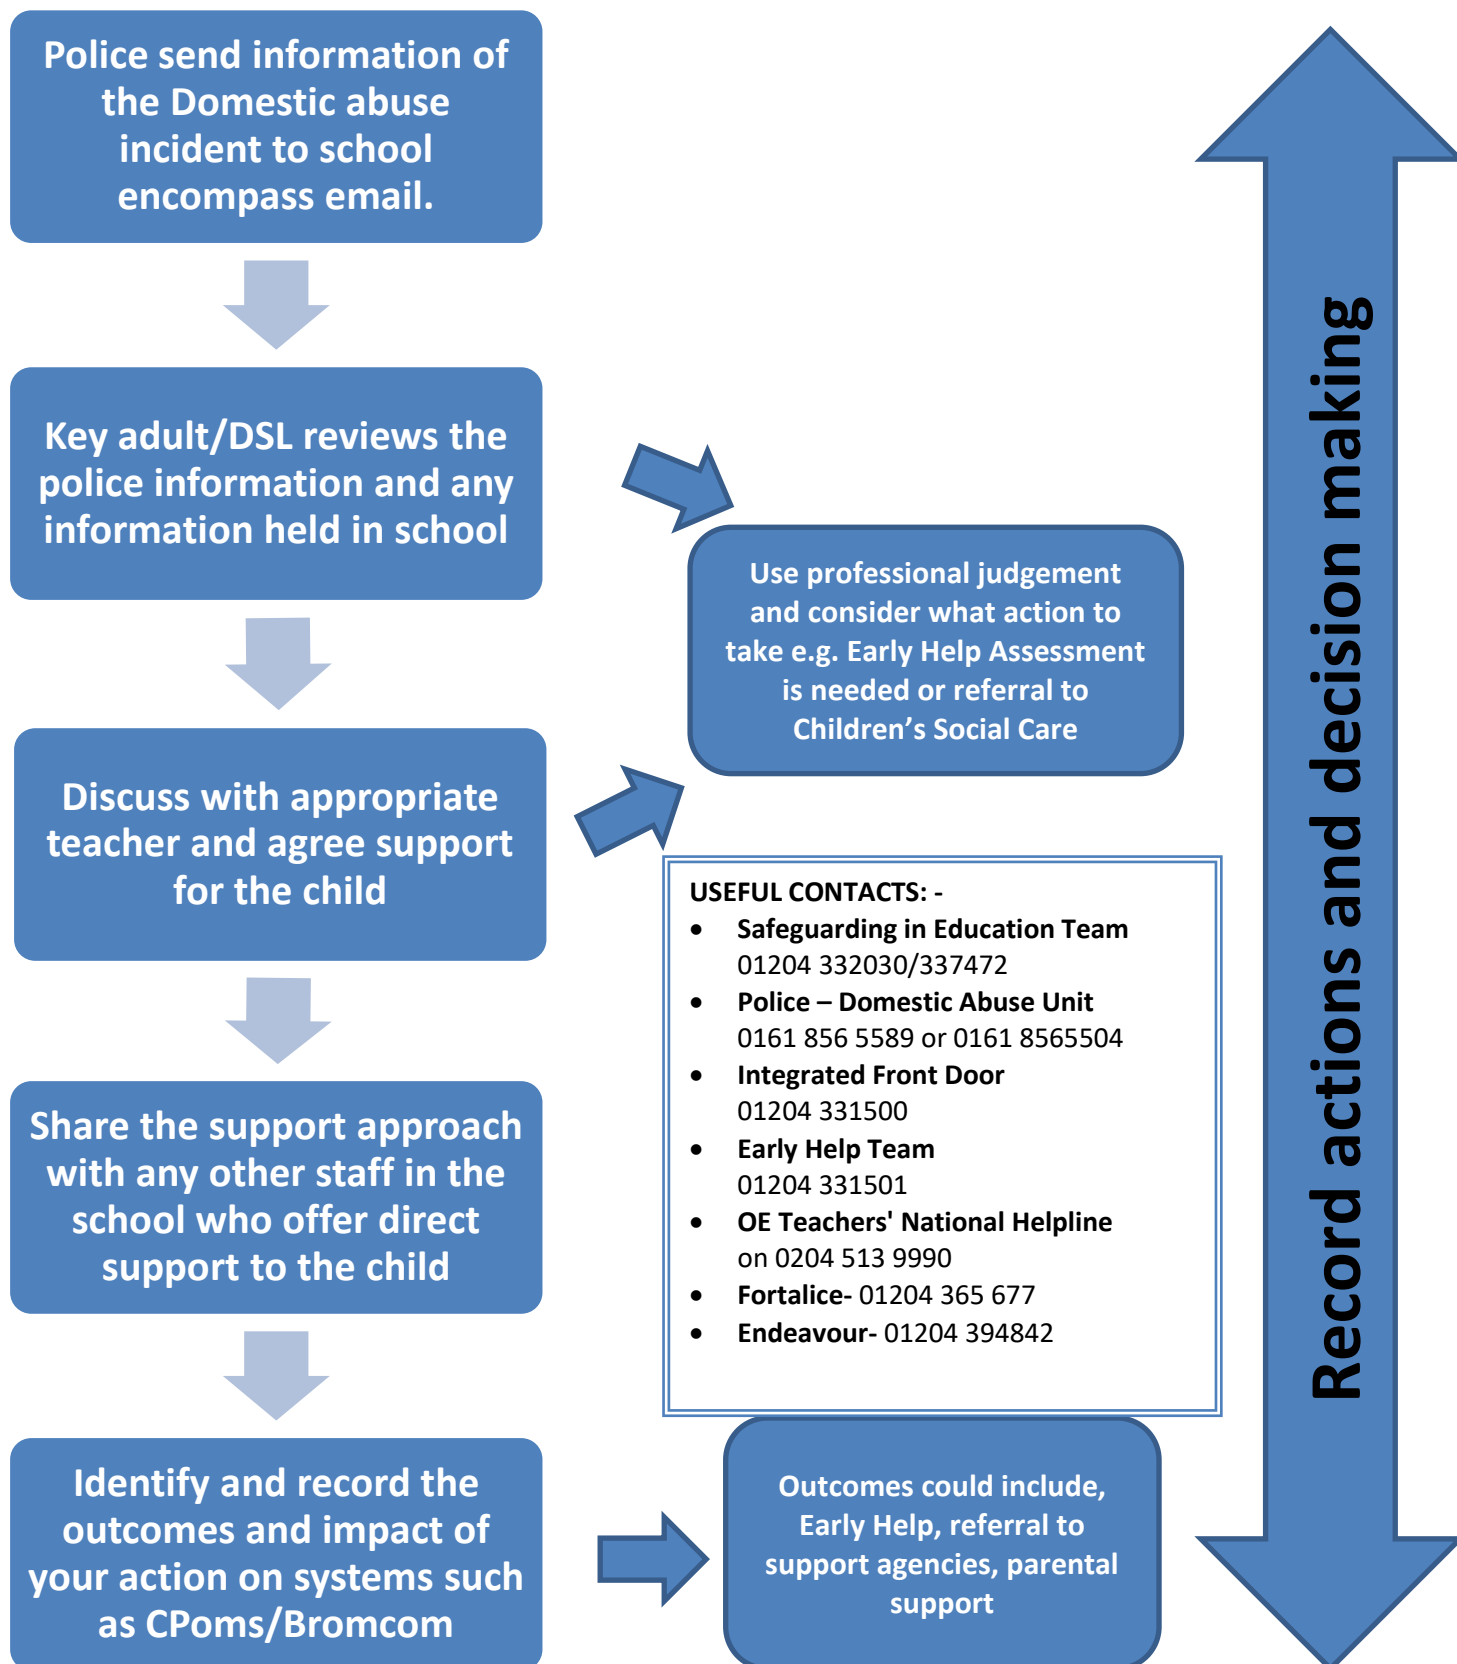 Police send information of
the Domestic abuse
incident to school
encompass email.
Key adult/DSL reviews the
police information and any
information held in school
Use professional judgement
and consider what action to
take e.g. Early Help Assessment
is needed or referral to
Children’s Social Care
Discuss with appropriate
teacher and agree support
for the child
USEFUL CONTACTS: -
• Safeguarding in Education Team
01204 332030/337472
• Police – Domestic Abuse Unit
0161 856 5589 or 0161 8565504
• Integrated Front Door
01204 331500
• Early Help Team
01204 331501
• OE Teachers' National Helpline
on 0204 513 9990
• Fortalice- 01204 365 677
• Endeavour- 01204 394842
Share the support approach
with any other staff in the
school who offer direct
support to the child
Identify and record the
outcomes and impact of
your action on systems such
as CPoms/Bromcom
Outcomes could include,
Early Help, referral to
support agencies, parental
support
Record actions and decision making